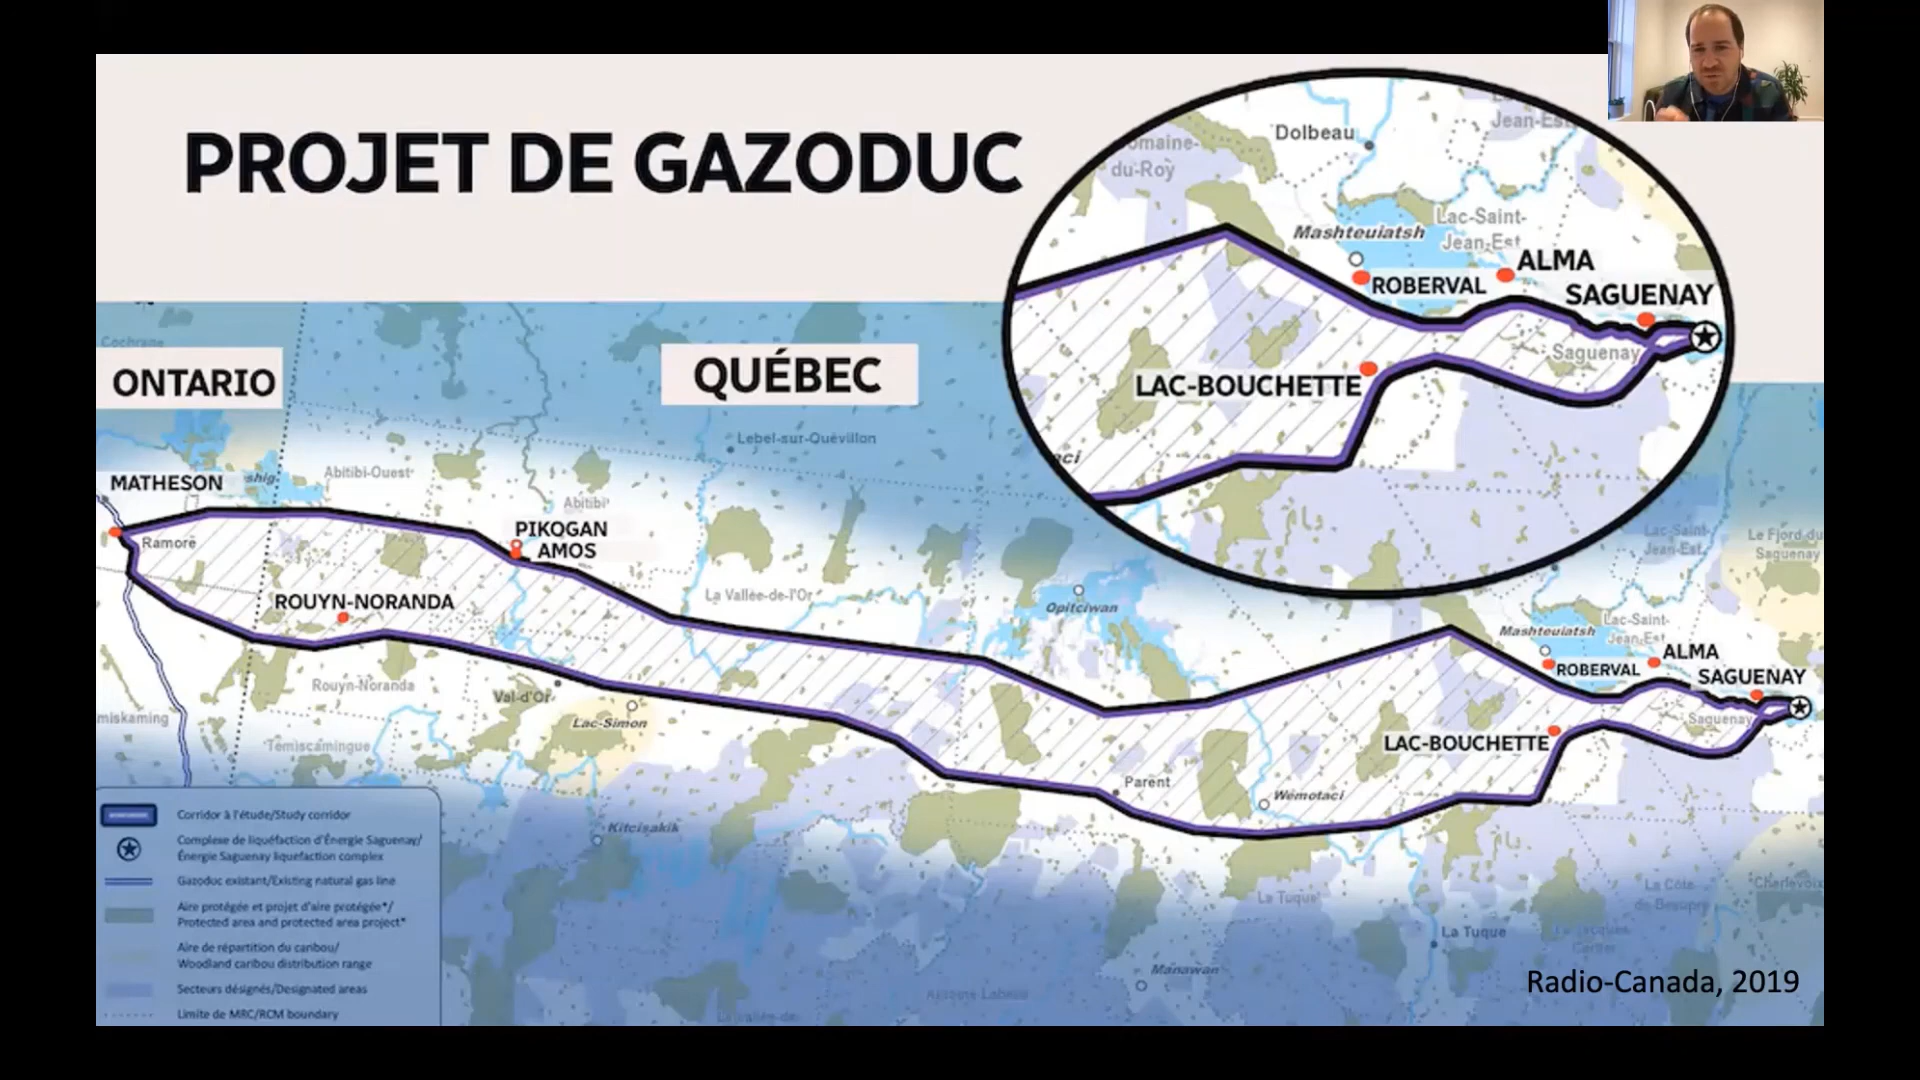 PROJET DE GAZODUC
Dolbeau
Jean-Est
omaine-
du-Roy
Lac-Saint-
Jean-Est
Mashteuiatsh
ALMA
ROBERVAL
SAGUENAY
Saguenay
LAC-BOUCHETTE
ONTARIO
QUÉBEC
Cochrane
Lebel-sur-Quévillon
MATHESON
Abitibi-Ouest
Abitibi
PIKOGAN
AMOS
Ramore
ROUYN-NORANDA
La Vallée-de-l'Or
Opitciwan
Lac-Saint-
Jean-Est
Le Fjord-du
Saguenay
Mashteuiatsh
Lac-Saint-
Jean-Est
ALMA
ROBERVAL
SAGUENAY
Saguenay
LAC-BOUCHETTE
Rouyn-Noranda
Val-d'Or
Lac-Simon
miskaming
Témiscamingue
Parent
Wemotaci
Kitcisakik
La Tuque
La Tuque
Manawan
Corridor à l'étude/Study corridor
Complexe de liquéfaction d'Énergie Saguenay/
Énergie Saguenay liquefaction complex
Gazoduc existant/Existing natural gas line
Aire protégée et projet d'aire protégée*/
Protected area and protected area project*
Aire de répartition du caribou/
Woodland caribou distribution range
Secteurs désignés/Designated areas
Limite de MRC/RCM boundary
Radio-Canada, 2019